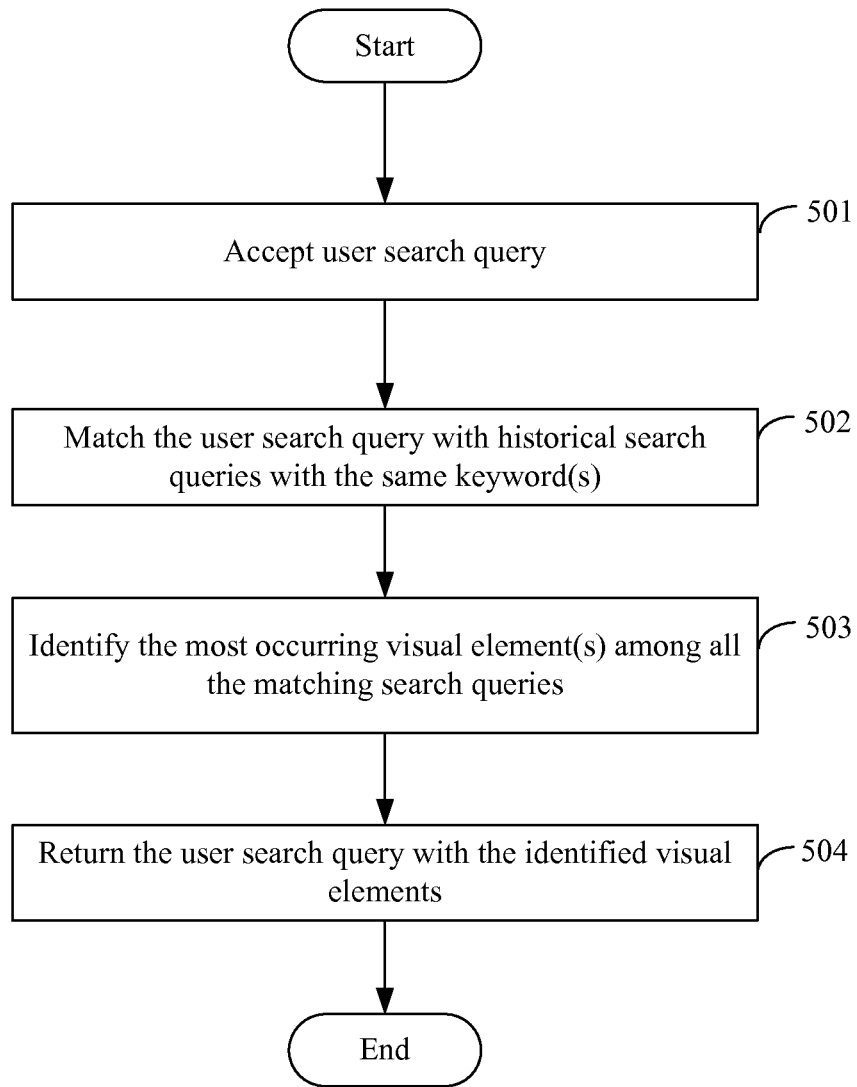 Start
501
Accept user search query
502
Match the user search query with historical search
queries with the same keyword(s)
503
Identify the most occurring visual element(s) among all
the matching search queries
504
Return the user search query with the identified visual
elements
End